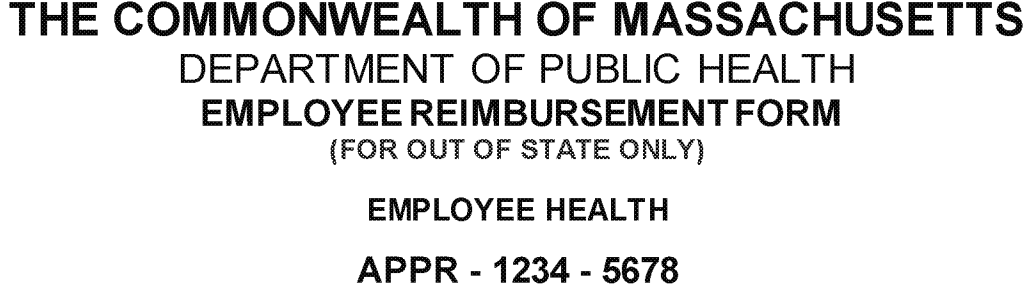 THE COMMONWEALTH OF MASSACHUSETTS
DEPARTMENT OF PUBLIC HEALTH
EMPLOYEE REIMBURSEMENT FORM
(FOR OUT OF STATE ONLY)
EMPLOYEE HEALTH
APPR - 1234 - 5678